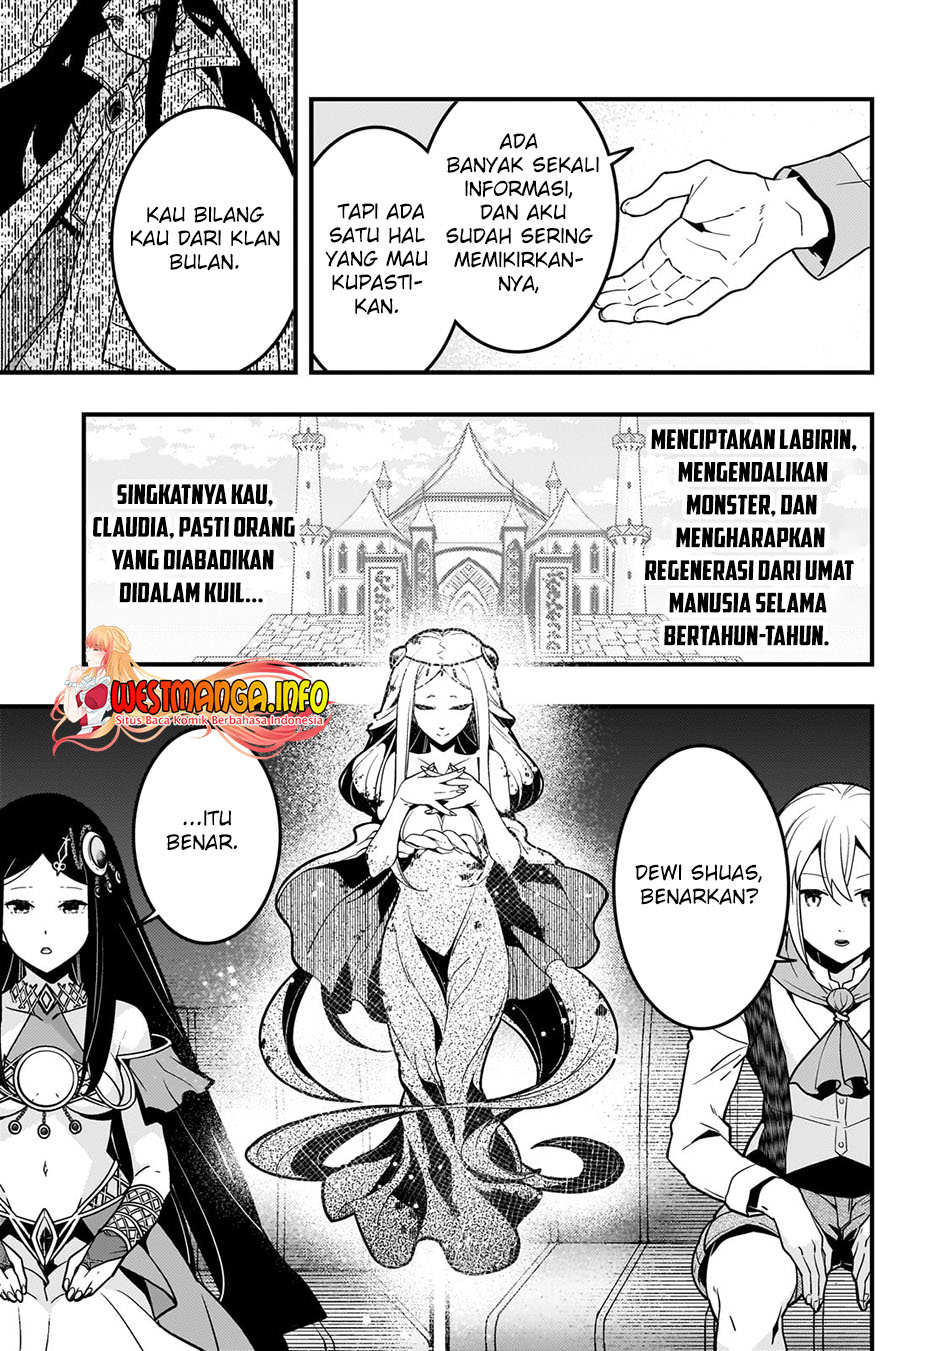 ADA
BANYAK SEKALI
INFORMASI,
DAN AKU
SUDAH SERING
MEMIKIRKAN-
NYA,
TAPI ADA
SATU HAL
YANG MAU
KUPASTI-
KAN.
KAU BILANG
KAU DARI KLAN
BULAN.
MENCIPTAKAN LABIRIN,
MENGENDALIKAN
MONSTER, DAN
MENGHARAPKAN
REGENERASI DARI UMAT
MANUSIA SELAMA
BERTAHUN-TAHUN.
SINGKATNYA KAU,
CLAUDIA, PASTI ORANG
YANG DIABADIKAN
DIDALAM KUIL...
WESTMANGA.INFO
Situs Baca Komik Berbahasa Indonesia
DEWI SHUAS,
BENARKAN?
...ITU
BENAR.